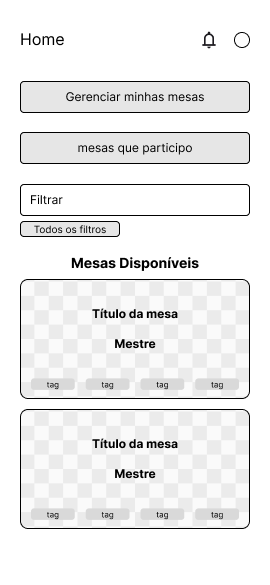 Home
Gerenciar minhas mesas
mesas que participo
Filtrar
Todos os filtros
Mesas Disponíveis
Título da mesa
Mestre
tag tag tag tag
Título da mesa
Mestre
tag tag tag tag